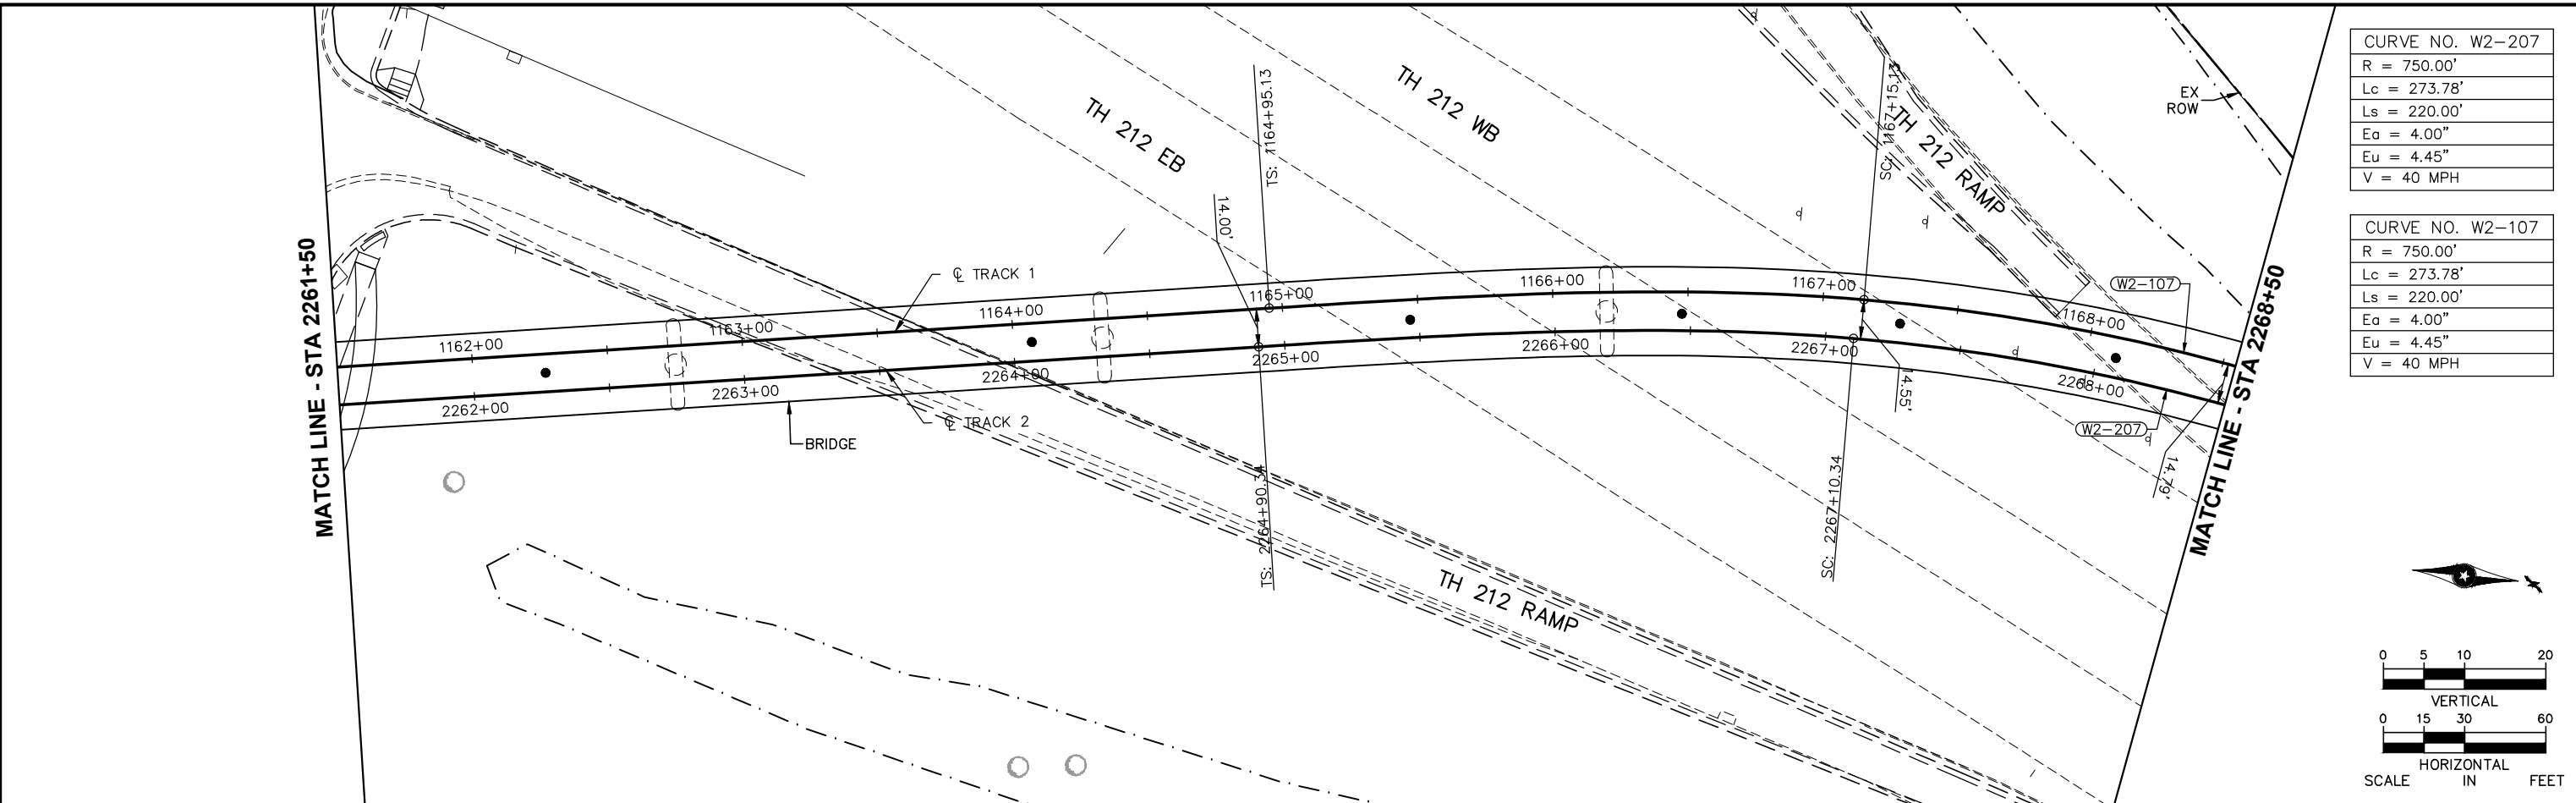 MATCH LINE - STA 2261+50
TH 212 EB
TH 212 WB
TH 212 RAMP
EX
ROW
TS: 1164+95.13
SC: 1167+15.13
14.00'
℄ TRACK 1
1162+00
1163+00
1164+00
1165+00
1166+00
1167+00
1168+00
W2-107
2262+00
2263+00
2264+00
2265+00
2266+00
2267+00
2268+00
W2-207
℄ TRACK 2
BRIDGE
14.55'
14.79'
TS: 2264+90.34
SC: 2267+10.34
TH 212 RAMP
MATCH LINE - STA 2268+50
CURVE NO. W2-207
R = 750.00'
Lc = 273.78'
Ls = 220.00'
Ea = 4.00"
Eu = 4.45"
V = 40 MPH
CURVE NO. W2-107
R = 750.00'
Lc = 273.78'
Ls = 220.00'
Ea = 4.00"
Eu = 4.45"
V = 40 MPH
0 5 10 20
VERTICAL
0 15 30 60
HORIZONTAL
SCALE IN FEET